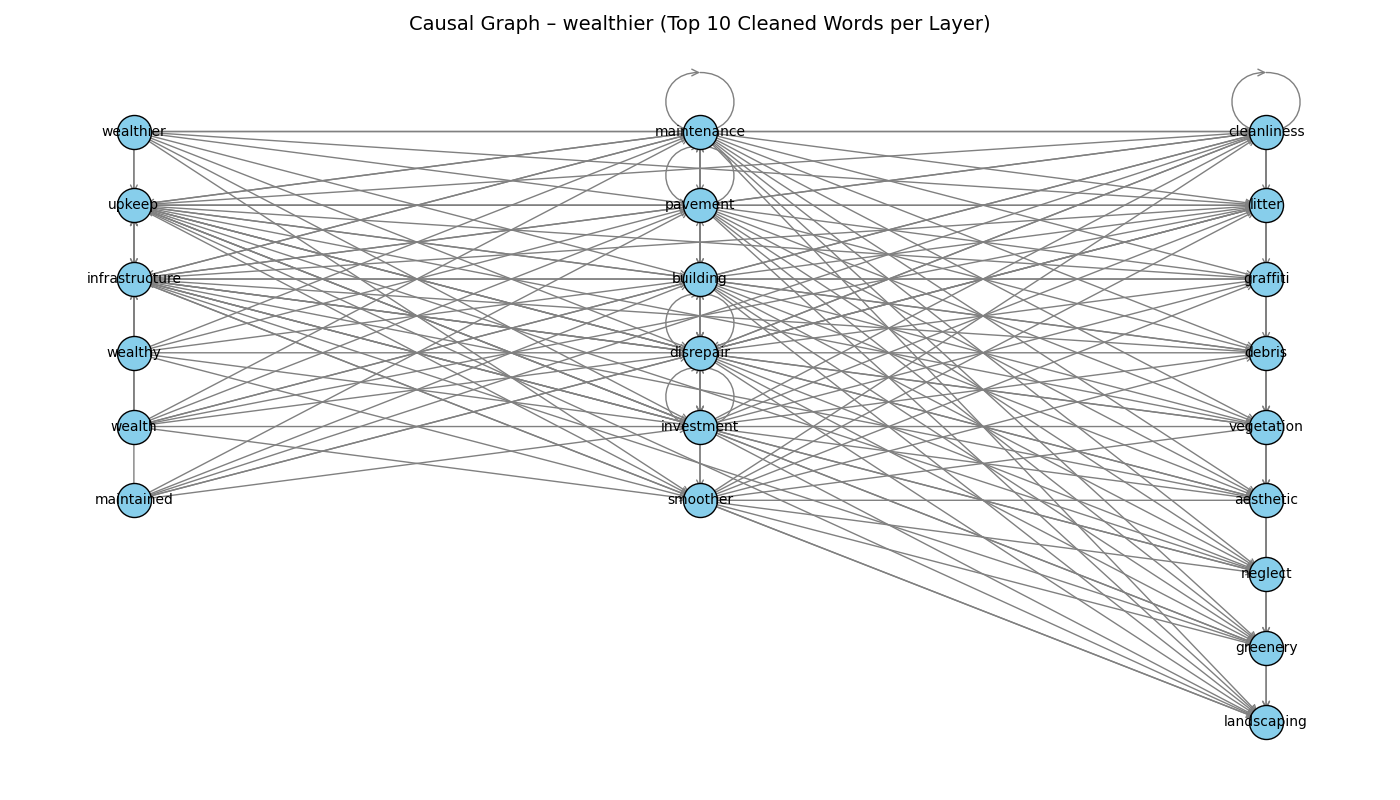 Causal Graph – wealthier (Top 10 Cleaned Words per Layer)
wealthier
upkeep
infrastructure
wealthy
wealth
maintained
maintenance
pavement
building
disrepair
investment
smoother
cleanliness
litter
graffiti
debris
vegetation
aesthetic
neglect
greenery
landscaping